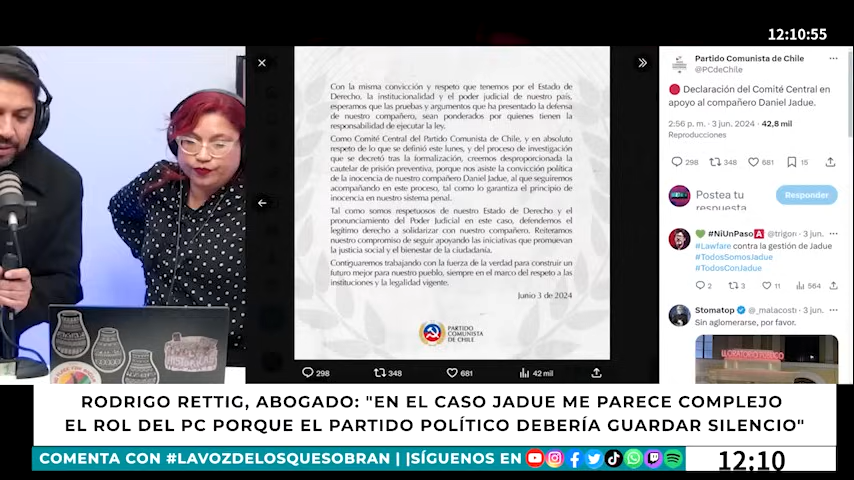 12:10:55
Con la misma convicción y respeto que tenemos por el Estado de
Derecho, la institucionalidad y el poder judicial de nuestro país,
esperamos que las pruebas y argumentos que ha presentado la defensa
de nuestro compañero, sean ponderados por quienes tienen la
responsabilidad de ejecutar la ley.
Como Comité Central del Partido Comunista de Chile, y en absoluto
respeto de lo que se definió este lunes, y del proceso de investigación
que se decretó tras la formalización, creemos desproporcionada la
cautelar de prisión preventiva, porque nos asiste la convicción política
de la inocencia de nuestro compañero Daniel Jadue, al que seguiremos
acompañando en este proceso, tal como lo garantiza el principio de
inocencia en nuestro sistema penal.
Tal como somos respetuosos de nuestro Estado de Derecho y el
pronunciamiento del Poder Judicial en este caso, defendemos el
legítimo derecho a solidarizar con nuestro compañero. Reiteramos
nuestro compromiso de seguir apoyando las iniciativas que promuevan
la justicia social y el bienestar de la ciudadanía.
Contiguaremos trabajando con la fuerza de la verdad para construir un
futuro mejor para nuestro pueblo, siempre en el marco del respeto a las
instituciones y la legalidad vigente.
Junio 3 de 2024
PARTIDO
COMUNISTA
DE CHILE
298 348 681 42 mil
Partido Comunista de Chile
@PCdeChile
Declaración del Comité Central en
apoyo al compañero Daniel Jadue.
2:56 p. m. · 3 jun. 2024 · 42,8 mil
Reproducciones
298 348 681 15
Postea tu
respuesta
Responder
#NiUnPaso A @trigor · 3 jun.
#Lawfare contra la gestión de Jadue
#TodosSomosJadue
#TodosConJadue
2 3 11 564
Stomatop @_malacostr · 3 jun.
Sin aglomerarse, por favor.
RODRIGO RETTIG, ABOGADO: "EN EL CASO JADUE ME PARECE COMPLEJO
EL ROL DEL PC PORQUE EL PARTIDO POLÍTICO DEBERÍA GUARDAR SILENCIO"
COMENTA CON #LAVOZDELOSQUESOBRAN | |SÍGUENOS EN
12:10